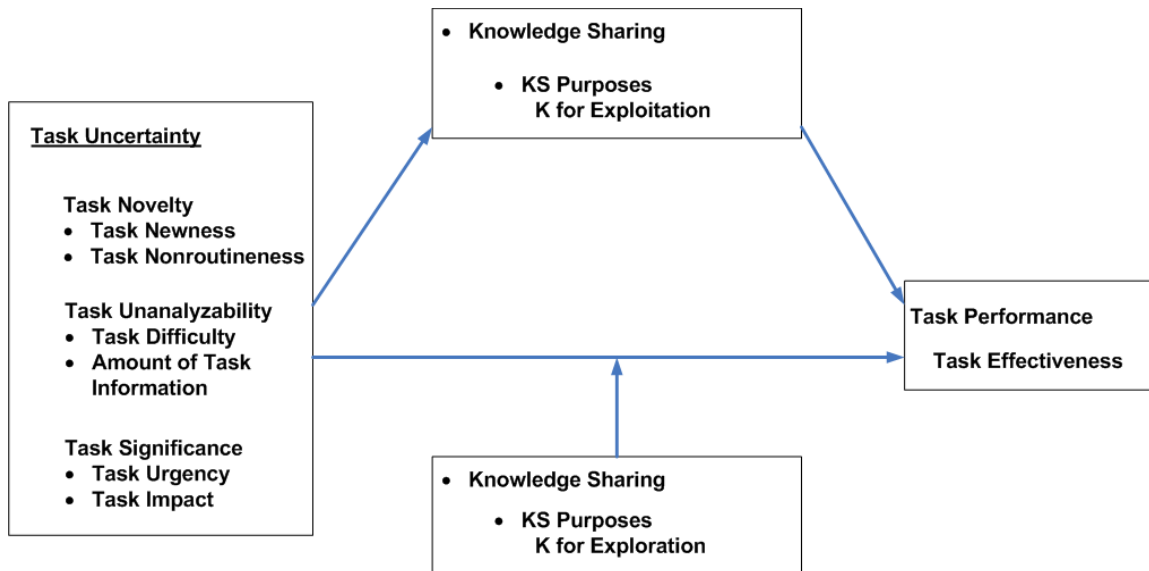 • Knowledge Sharing
• KS Purposes
K for Exploitation
Task Uncertainty
Task Novelty
• Task Newness
• Task Nonroutineness
Task Unanalyzability
• Task Difficulty
• Amount of Task
Information
Task Significance
• Task Urgency
• Task Impact
Task Performance
Task Effectiveness
• Knowledge Sharing
• KS Purposes
K for Exploration